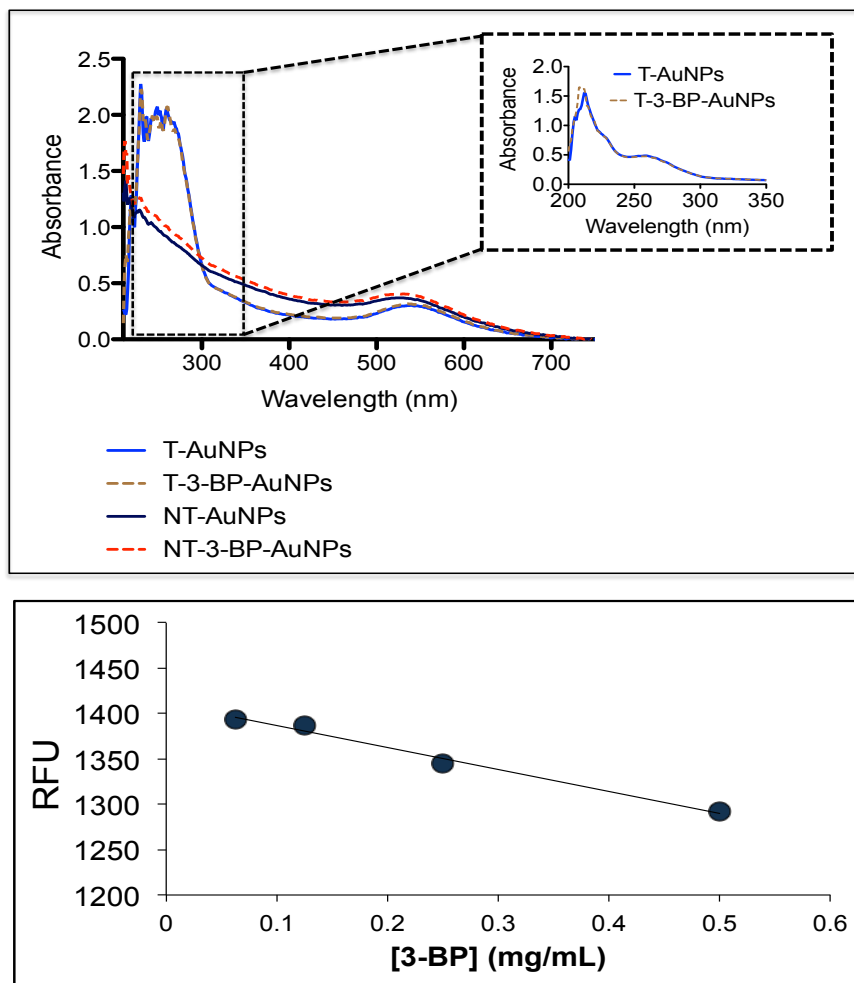 2.5
2.0
1.5
1.0
0.5
0.0
Absorbance
300 400 500 600 700
Wavelength (nm)
2.0
1.5
1.0
0.5
0.0
Absorbance
T-AuNPs
T-3-BP-AuNPs
200 250 300 350
Wavelength (nm)
T-AuNPs
T-3-BP-AuNPs
NT-AuNPs
NT-3-BP-AuNPs
1500
1450
1400
1350
1300
1250
1200
RFU
0 0.1 0.2 0.3 0.4 0.5 0.6
[3-BP] (mg/mL)